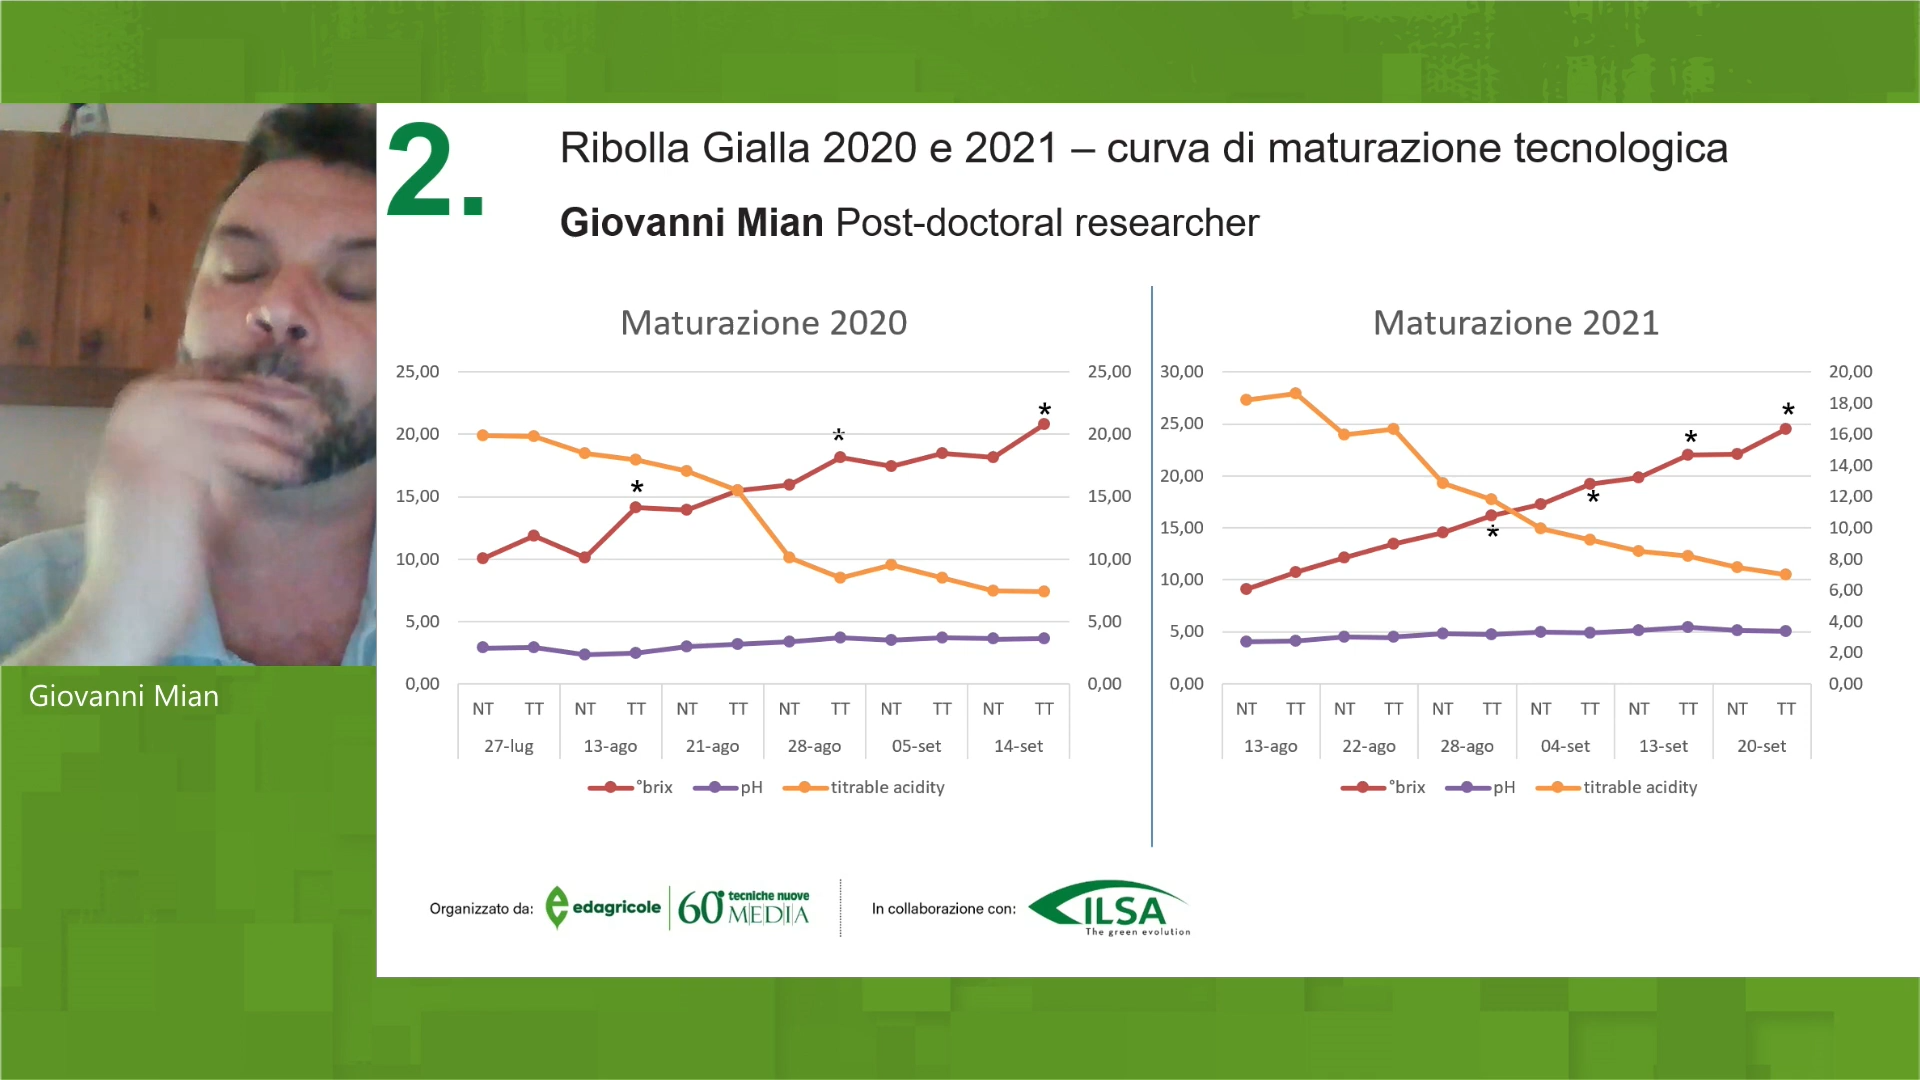 2.
Ribolla Gialla 2020 e 2021 – curva di maturazione tecnologica
Giovanni Mian Post-doctoral researcher
Giovanni Mian
Maturazione 2020
25,00
20,00
15,00
10,00
5,00
0,00
25,00
20,00
15,00
10,00
5,00
0,00
*
*
*
NT TT NT TT NT TT NT TT NT TT NT TT
27-lug 13-ago 21-ago 28-ago 05-set 14-set
°brix pH titrable acidity
Maturazione 2021
30,00
25,00
20,00
15,00
10,00
5,00
0,00
20,00
18,00
16,00
14,00
12,00
10,00
8,00
6,00
4,00
2,00
0,00
*
*
*
*
NT TT NT TT NT TT NT TT NT TT NT TT
13-ago 22-ago 28-ago 04-set 13-set 20-set
°brix pH titrable acidity
Organizzato da: edagricole 60° tecniche nuove MEDIA
In collaborazione con: ILSA
The green evolution